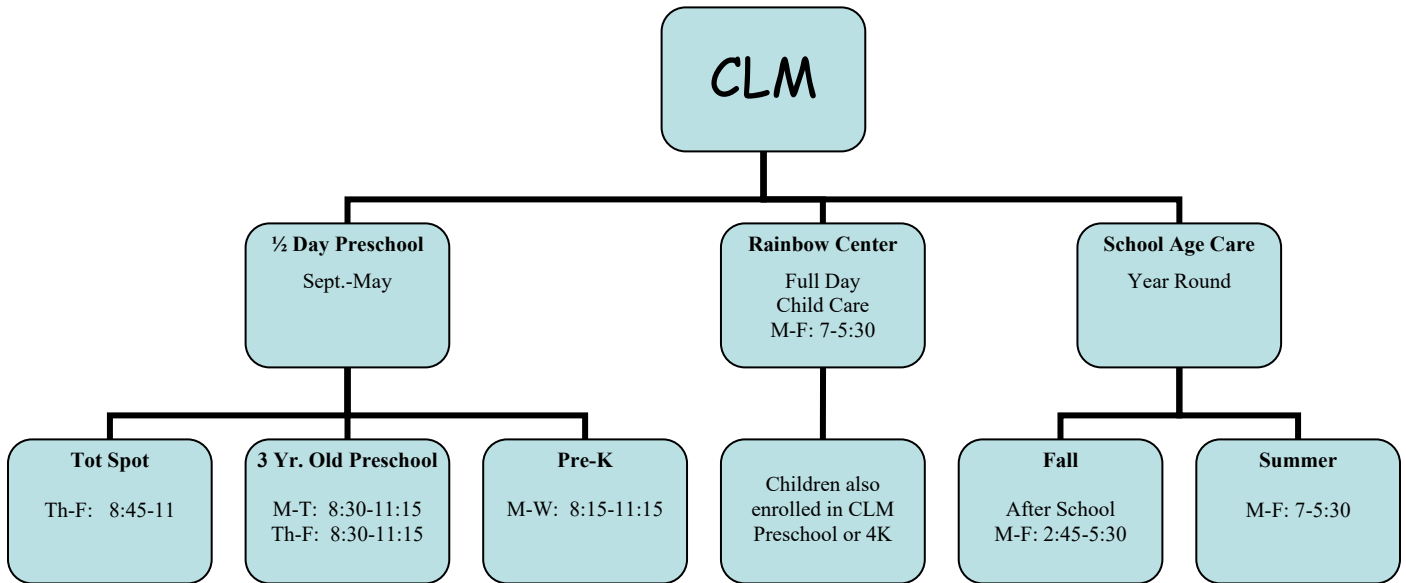 CLM
½ Day Preschool
Sept.-May
Rainbow Center
Full Day
Child Care
M-F: 7-5:30
School Age Care
Year Round
Tot Spot
Th-F: 8:45-11
3 Yr. Old Preschool
M-T: 8:30-11:15
Th-F: 8:30-11:15
Pre-K
M-W: 8:15-11:15
Children also
enrolled in CLM
Preschool or 4K
Fall
After School
M-F: 2:45-5:30
Summer
M-F: 7-5:30